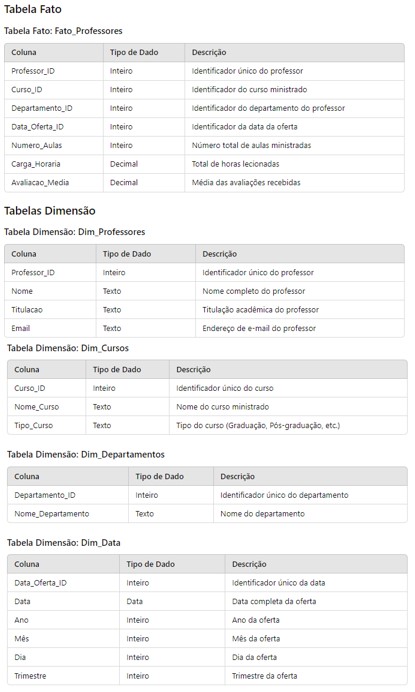 Tabela Fato
Tabela Fato: Fato_Professores
Coluna Tipo de Dado Descrição
Professor_ID Inteiro Identificador único do professor
Curso_ID Inteiro Identificador do curso ministrado
Departamento_ID Inteiro Identificador do departamento do professor
Data_Oferta_ID Inteiro Identificador da data da oferta
Numero_Aulas Inteiro Número total de aulas ministradas
Carga_Horaria Decimal Total de horas lecionadas
Avaliacao_Media Decimal Média das avaliações recebidas
Tabelas Dimensão
Tabela Dimensão: Dim_Professores
Coluna Tipo de Dado Descrição
Professor_ID Inteiro Identificador único do professor
Nome Texto Nome completo do professor
Titulacao Texto Titulação acadêmica do professor
Email Texto Endereço de e-mail do professor
Tabela Dimensão: Dim_Cursos
Coluna Tipo de Dado Descrição
Curso_ID Inteiro Identificador único do curso
Nome_Curso Texto Nome do curso ministrado
Tipo_Curso Texto Tipo do curso (Graduação, Pós-graduação, etc.)
Tabela Dimensão: Dim_Departamentos
Coluna Tipo de Dado Descrição
Departamento_ID Inteiro Identificador único do departamento
Nome_Departamento Texto Nome do departamento
Tabela Dimensão: Dim_Data
Coluna Tipo de Dado Descrição
Data_Oferta_ID Inteiro Identificador único da data
Data Data Data completa da oferta
Ano Inteiro Ano da oferta
Mês Inteiro Mês da oferta
Dia Inteiro Dia da oferta
Trimestre Inteiro Trimestre da oferta